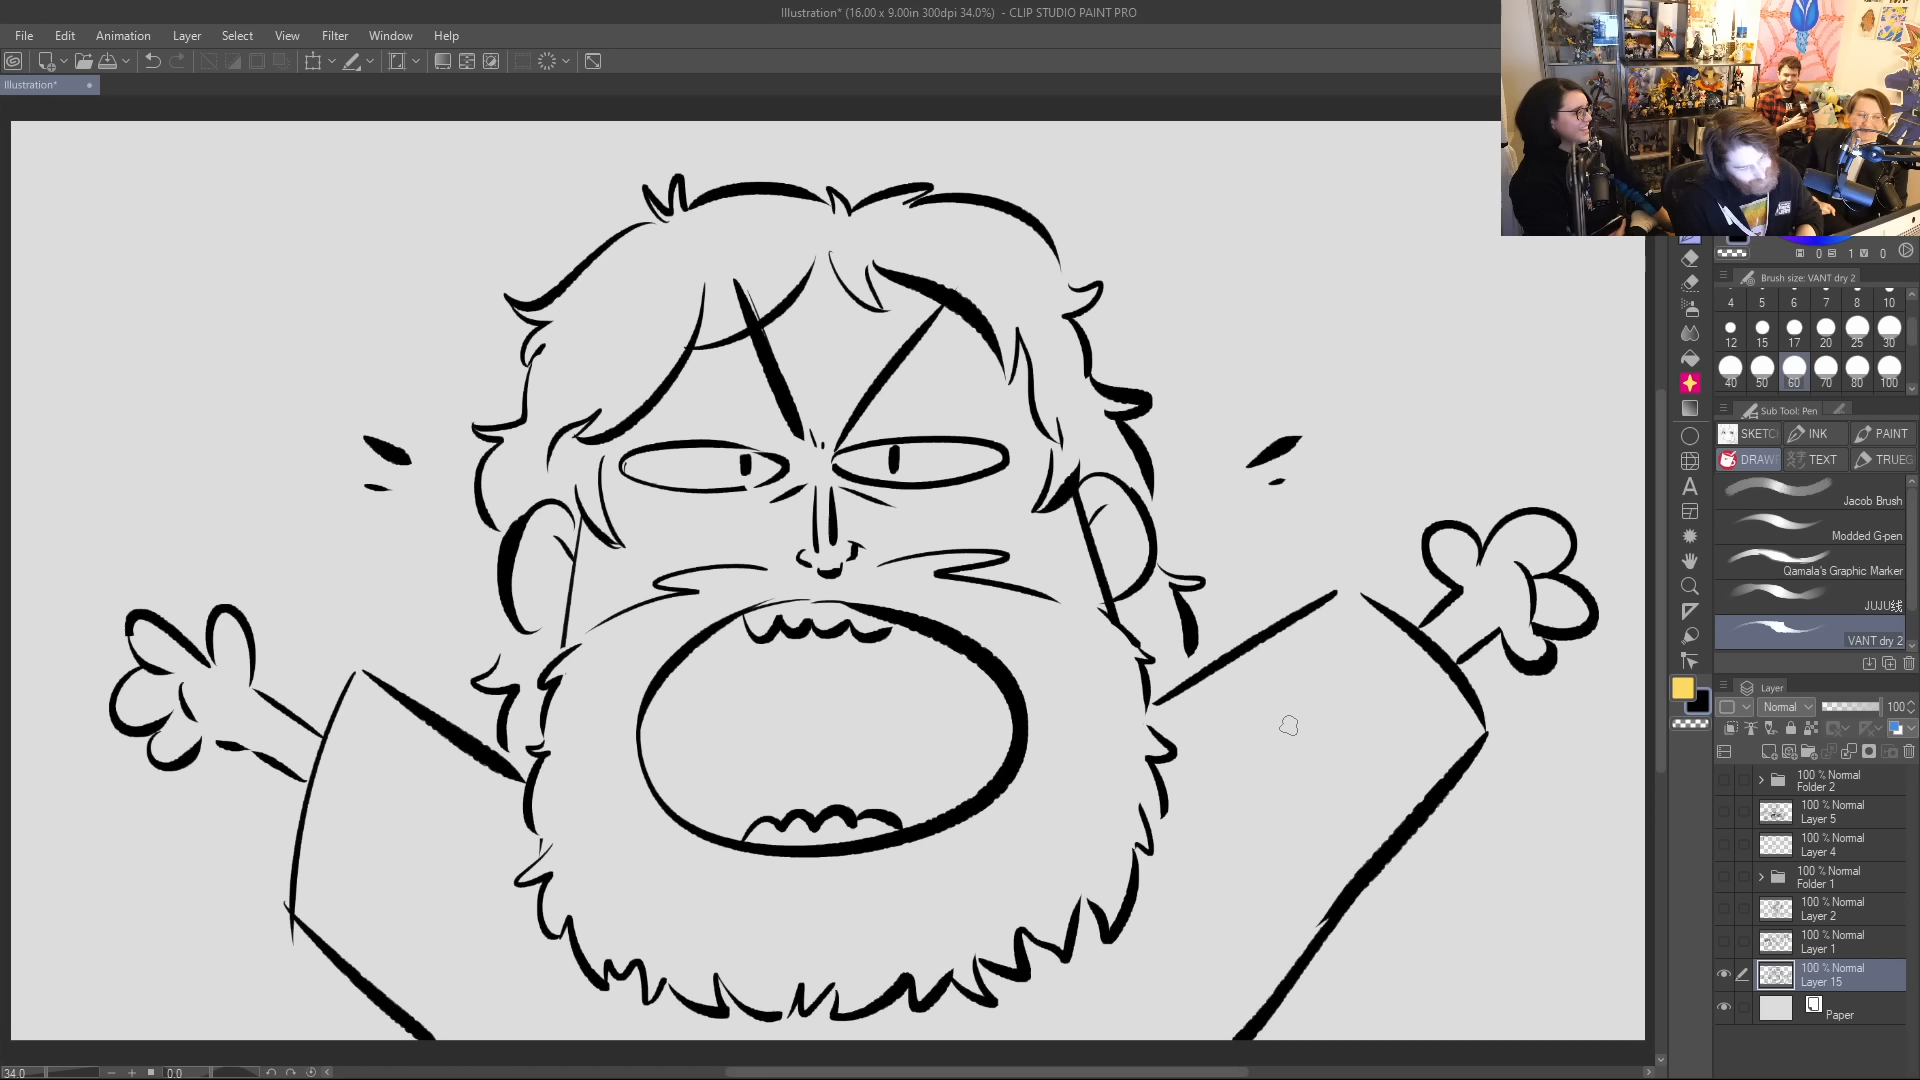 Illustration* (16.00 x 9.00in 300dpi 34.0%) - CLIP STUDIO PAINT PRO
File Edit Animation Layer Select View Filter Window Help
Illustration*
0 1 0
Brush size: VANT dry 2
4 5 6 7 8 10
12 15 17 20 25 30
40 50 60 70 80 100
Sub Tool: Pen
SKETC INK PAINT
DRAW TEXT TRUEG
Jacob Brush
Modded G-pen
Qamala's Graphic Marker
JUJU线
VANT dry 2
Layer
Normal 100
100 % Normal
Folder 2
100 % Normal
Layer 5
100 % Normal
Layer 4
100 % Normal
Folder 1
100 % Normal
Layer 2
100 % Normal
Layer 1
100 % Normal
Layer 15
Paper
34.0 0.0